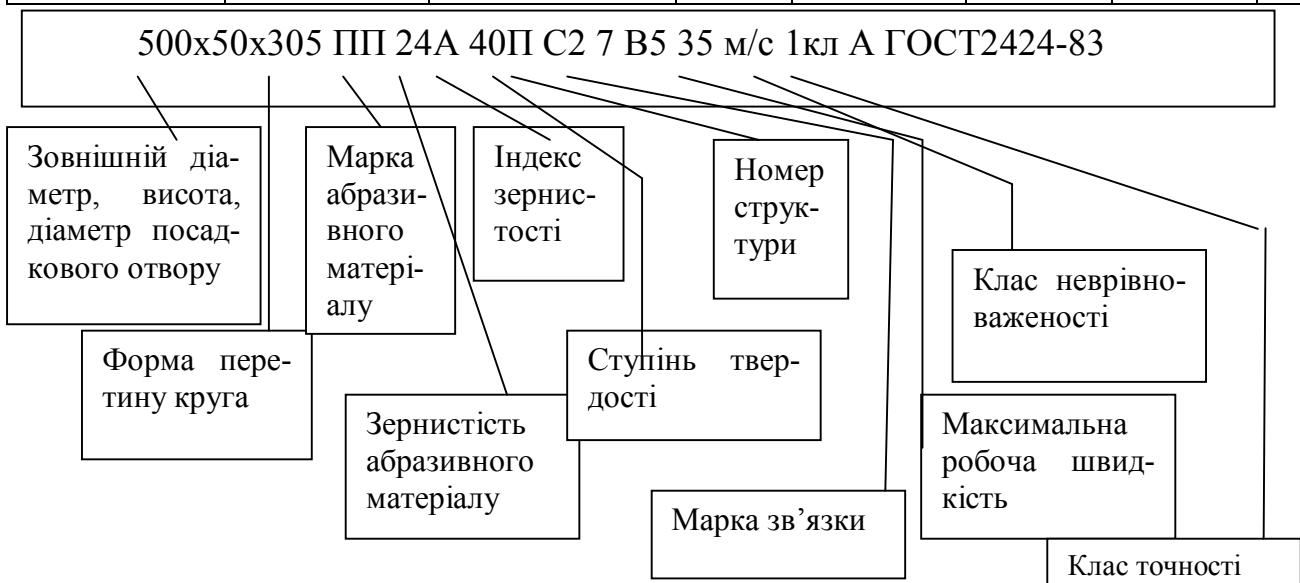 500х50х305 ПП 24А 40П С2 7 В5 35 м/с 1кл А ГОСТ2424-83
Зовнішній діа-
метр, висота,
діаметр посад-
кового отвору
Марка
абрази-
вного
матері-
алу
Індекс
зернис-
тості
Номер
струк-
тури
Клас неврівно-
важеності
Форма пере-
тину круга
Ступінь твер-
дості
Зернистість
абразивного
матеріалу
Максимальна
робоча швид-
кість
Марка зв’язки
Клас точності